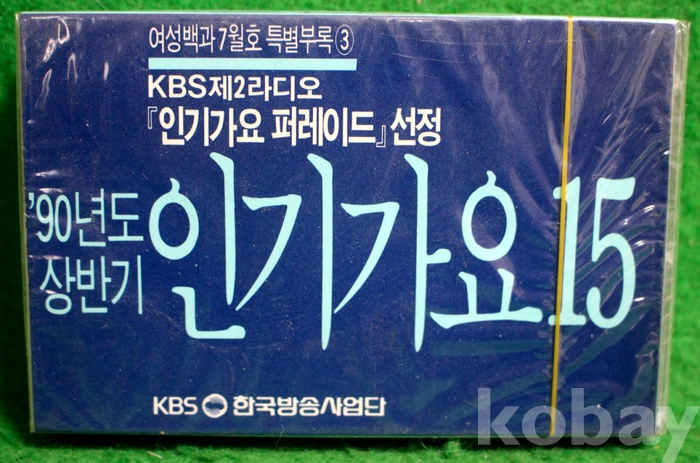 여성백과 7월호 특별부록 ③
KBS제2라디오
『인기가요 퍼레이드』 선정
'90년도
상반기
인기가요 15
KBS 한국방송사업단
kobay